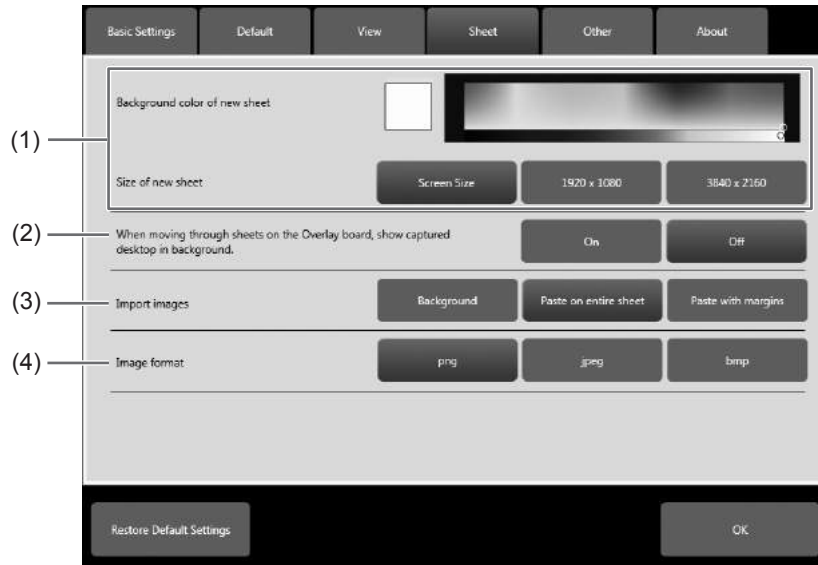 Basic Settings Default View Sheet Other About
(1)
Background color of new sheet
Size of new sheet Screen Size 1920 x 1080 3840 x 2160
(2)
When moving through sheets on the Overlay board, show captured
desktop in background.
On Off
(3)
Import images Background Paste on entire sheet Paste with margins
(4)
Image format png jpeg bmp
Restore Default Settings OK